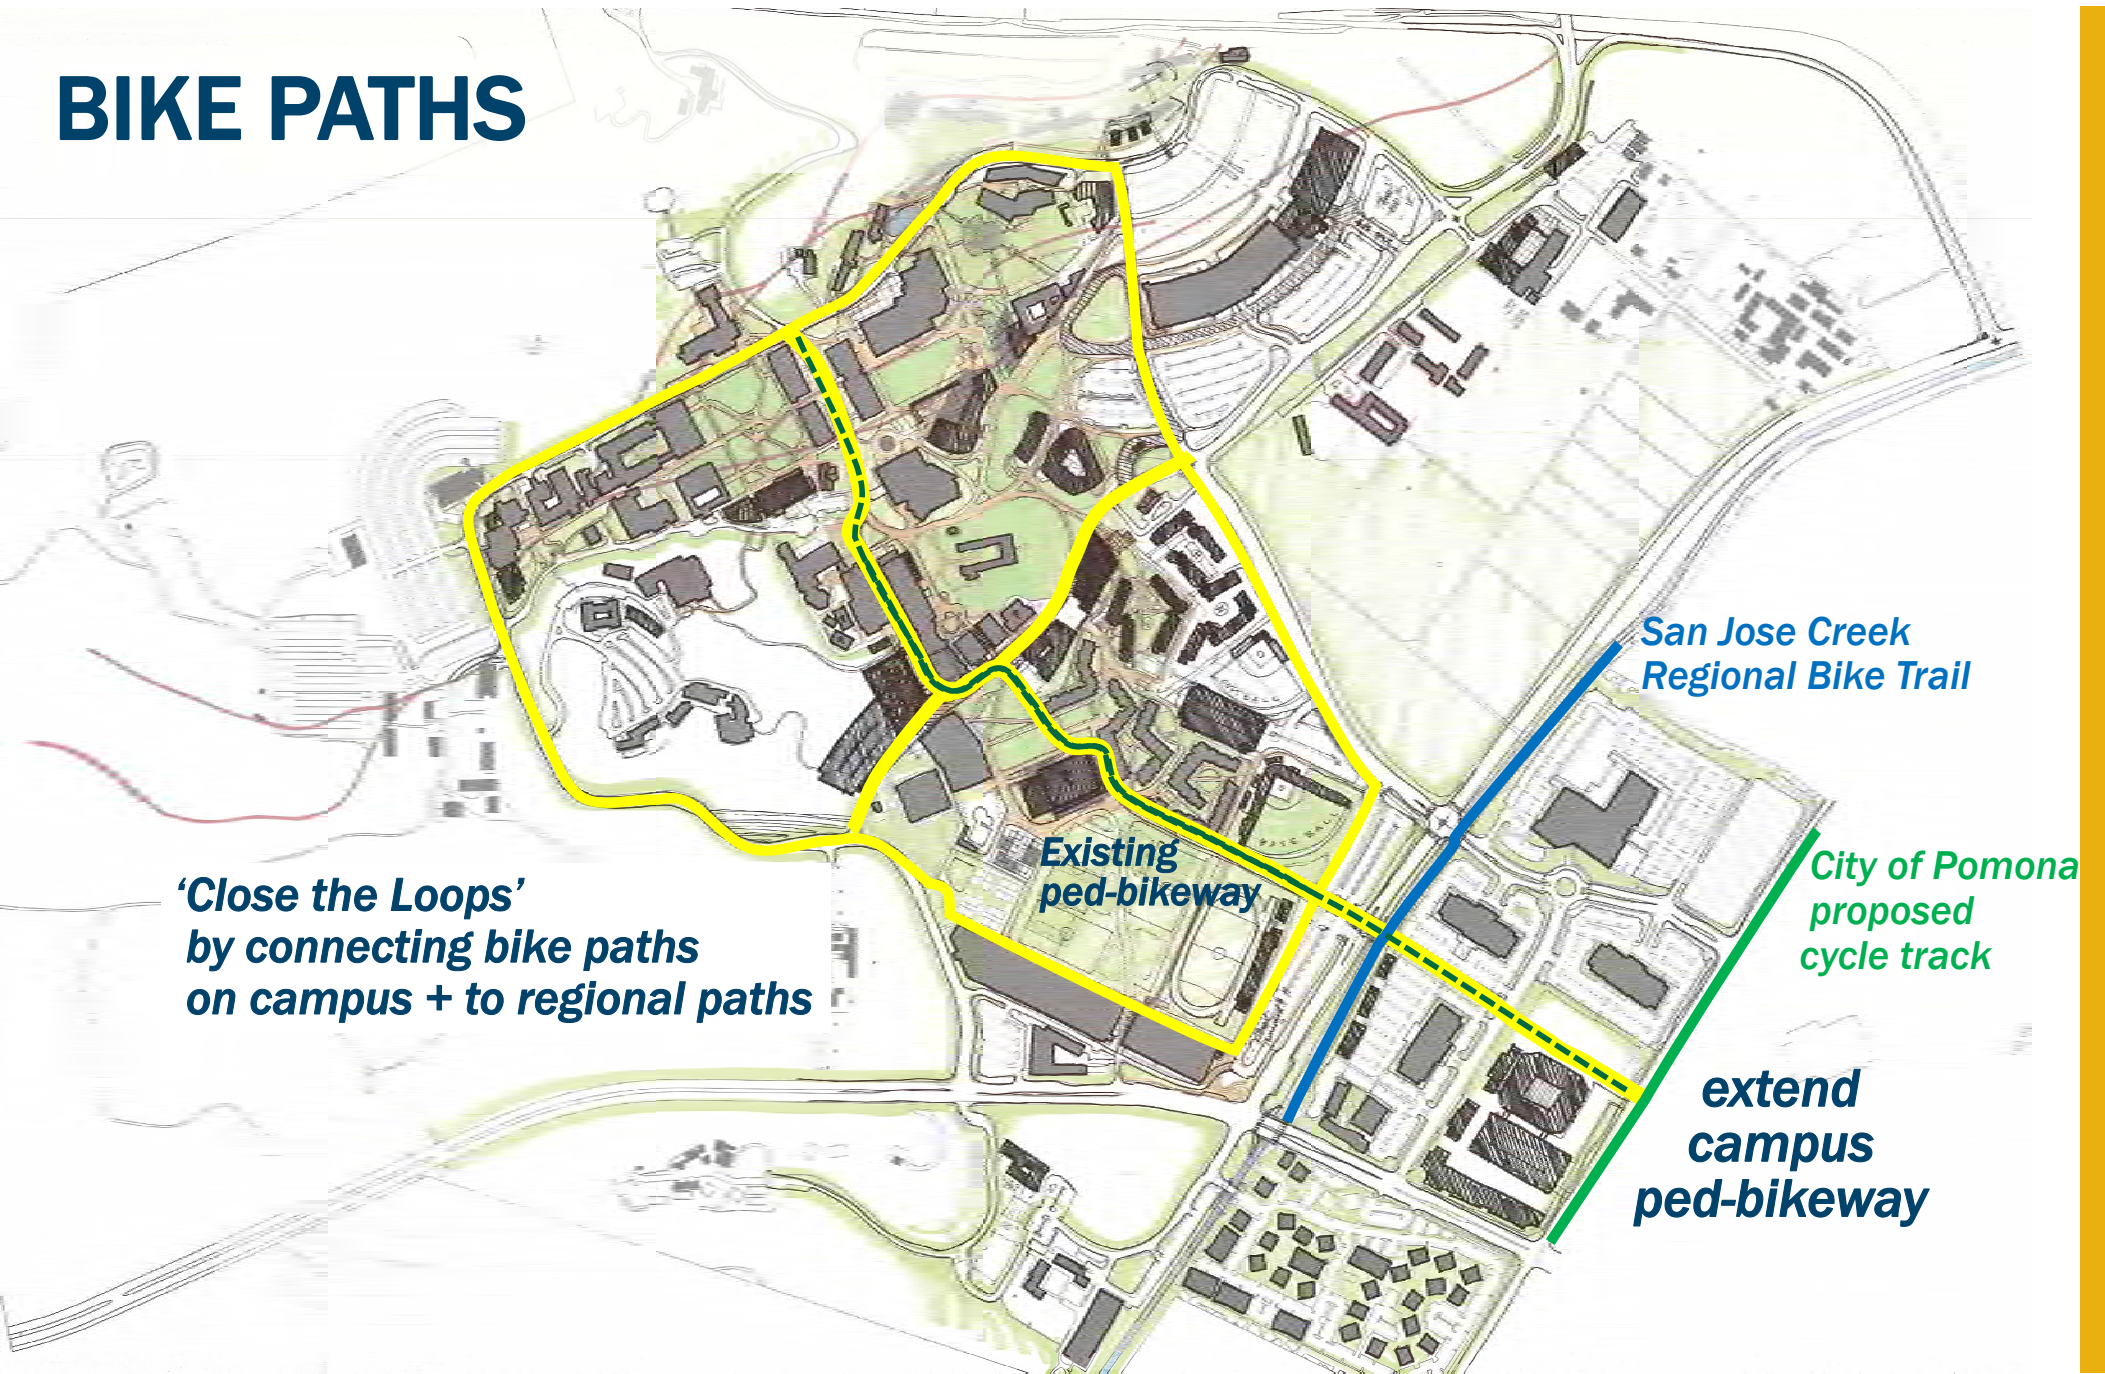 BIKE PATHS
San Jose Creek
Regional Bike Trail
Existing
ped-bikeway
City of Pomona
proposed
cycle track
‘Close the Loops’
by connecting bike paths
on campus + to regional paths
extend
campus
ped-bikeway